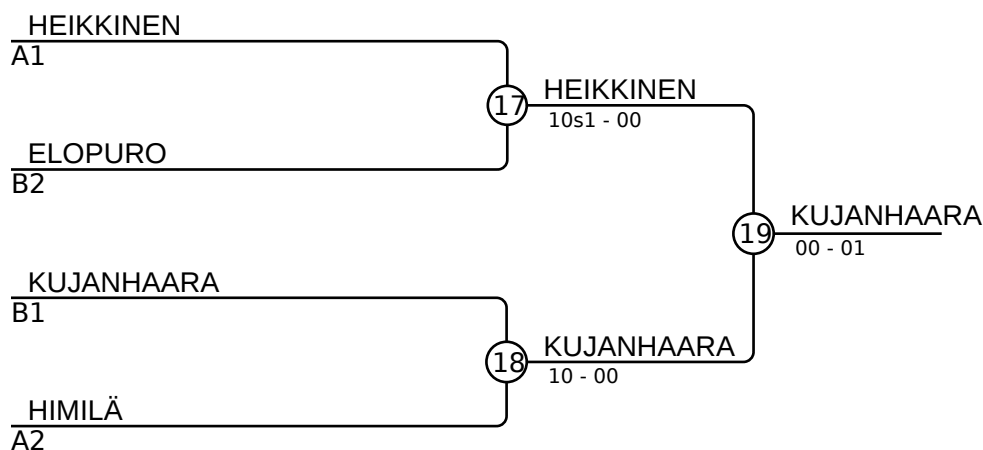 HEIKKINEN
A1
17
HEIKKINEN
10s1 - 00
ELOPURO
B2
19
KUJANHAARA
00 - 01
KUJANHAARA
B1
18
KUJANHAARA
10 - 00
HIMILÄ
A2